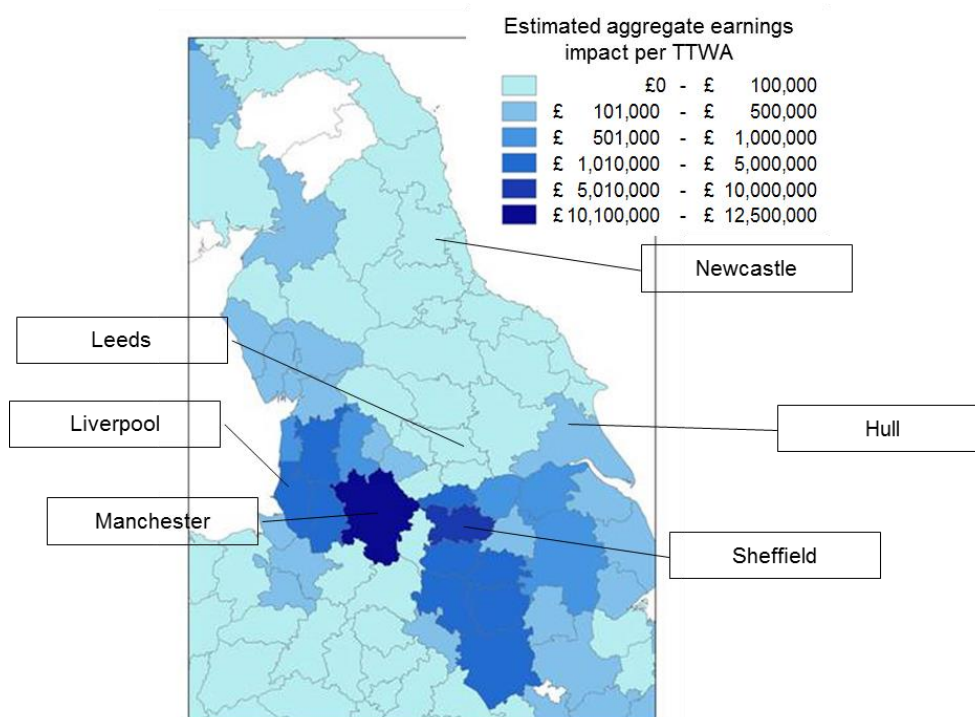 Estimated aggregate earnings
impact per TTWA
£0 - £ 100,000
£ 101,000 - £ 500,000
£ 501,000 - £ 1,000,000
£ 1,010,000 - £ 5,000,000
£ 5,010,000 - £ 10,000,000
£ 10,100,000 - £ 12,500,000
Newcastle
Leeds
Liverpool
Hull
Manchester
Sheffield